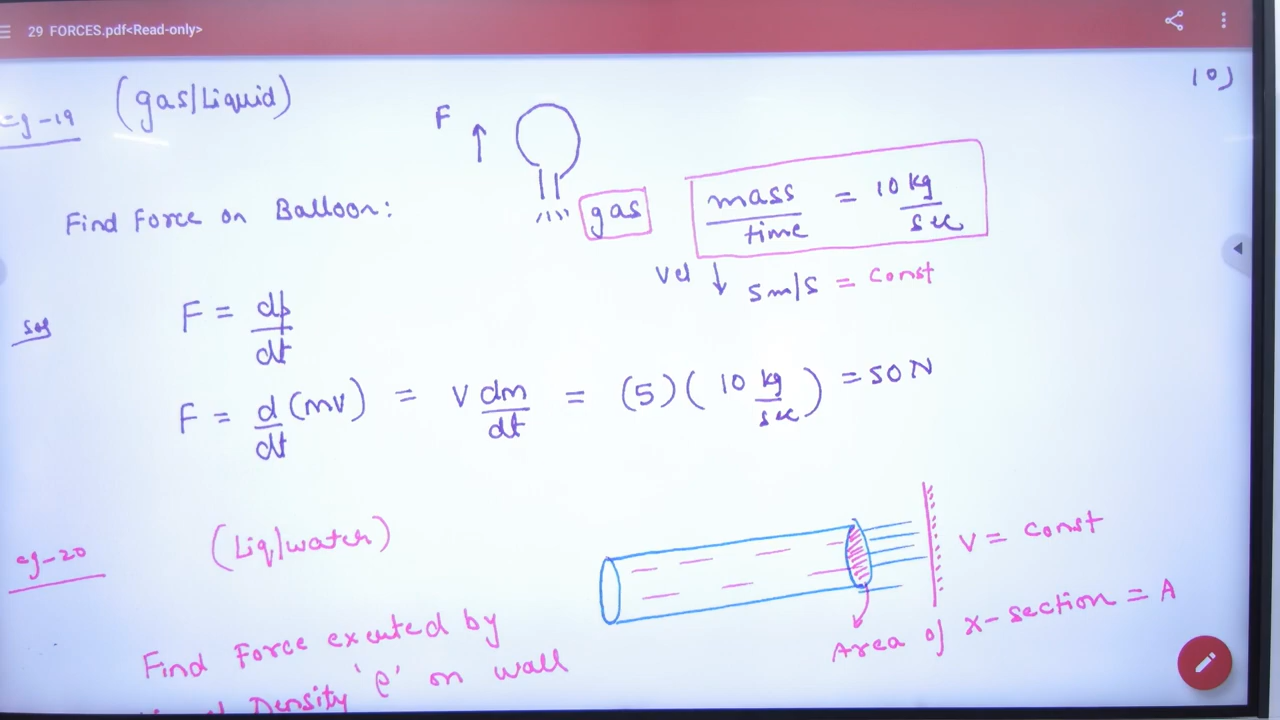 29 FORCES.pdf<Read-only>
10)
eg-19 (gas/Liquid)
F ↑
Find Force on Balloon:
gas
mass/time = 10 kg/sec
vel ↓ 5m/s = const
Sol
F = dp/dt
F = d/dt (mv) = v dm/dt = (5) (10 kg/sec) = 50 N
eg-20 (Liq/water)
v = const
Area of x-section = A
Find Force exerted by
Density 'ρ' on wall